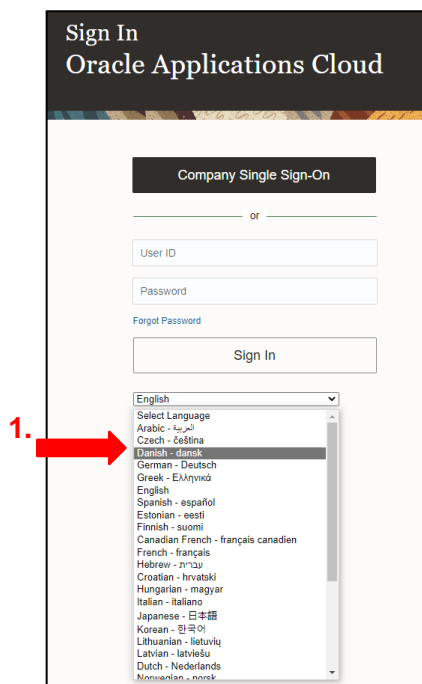 Sign In
Oracle Applications Cloud
Company Single Sign-On
or
User ID
Password
Forgot Password
Sign In
English
Select Language
1.
Arabic - العربية
Czech - čeština
Danish - dansk
German - Deutsch
Greek - Ελληνικά
English
Spanish - español
Estonian - eesti
Finnish - suomi
Canadian French - français canadien
French - français
Hebrew - עברית
Croatian - hrvatski
Hungarian - magyar
Italian - italiano
Japanese - 日本語
Korean - 한국어
Lithuanian - lietuvių
Latvian - latviešu
Dutch - Nederlands
Norwegian - norsk